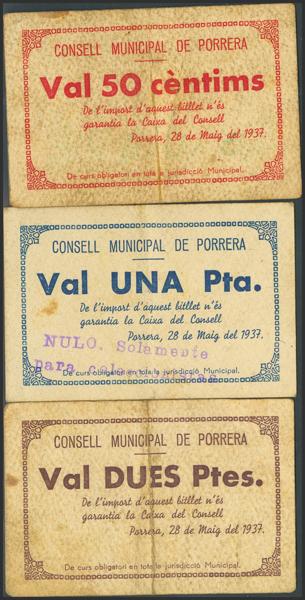 CONSELL MUNICIPAL DE PORRERA
Val 50 cèntims
De l'import d'aquest bitllet n'és
garantia la Caixa del Consell
Porrera, 28 de Maig del 1937.
De curs obligatori en tota la jurisdicció Municipal.
CONSELL MUNICIPAL DE PORRERA
Val UNA Pta.
De l'import d'aquest bitllet n'és
garantia la Caixa del Consell
Porrera, 28 de Maig del 1937.
NULO. Solamente
para
De curs obligatori en tota la jurisdicció Municipal.
CONSELL MUNICIPAL DE PORRERA
Val DUES Ptes.
De l'import d'aquest bitllet n'és
garantia la Caixa del Consell
Porrera, 28 de Maig del 1937.
De curs obligatori en tota la jurisdicció Municipal.